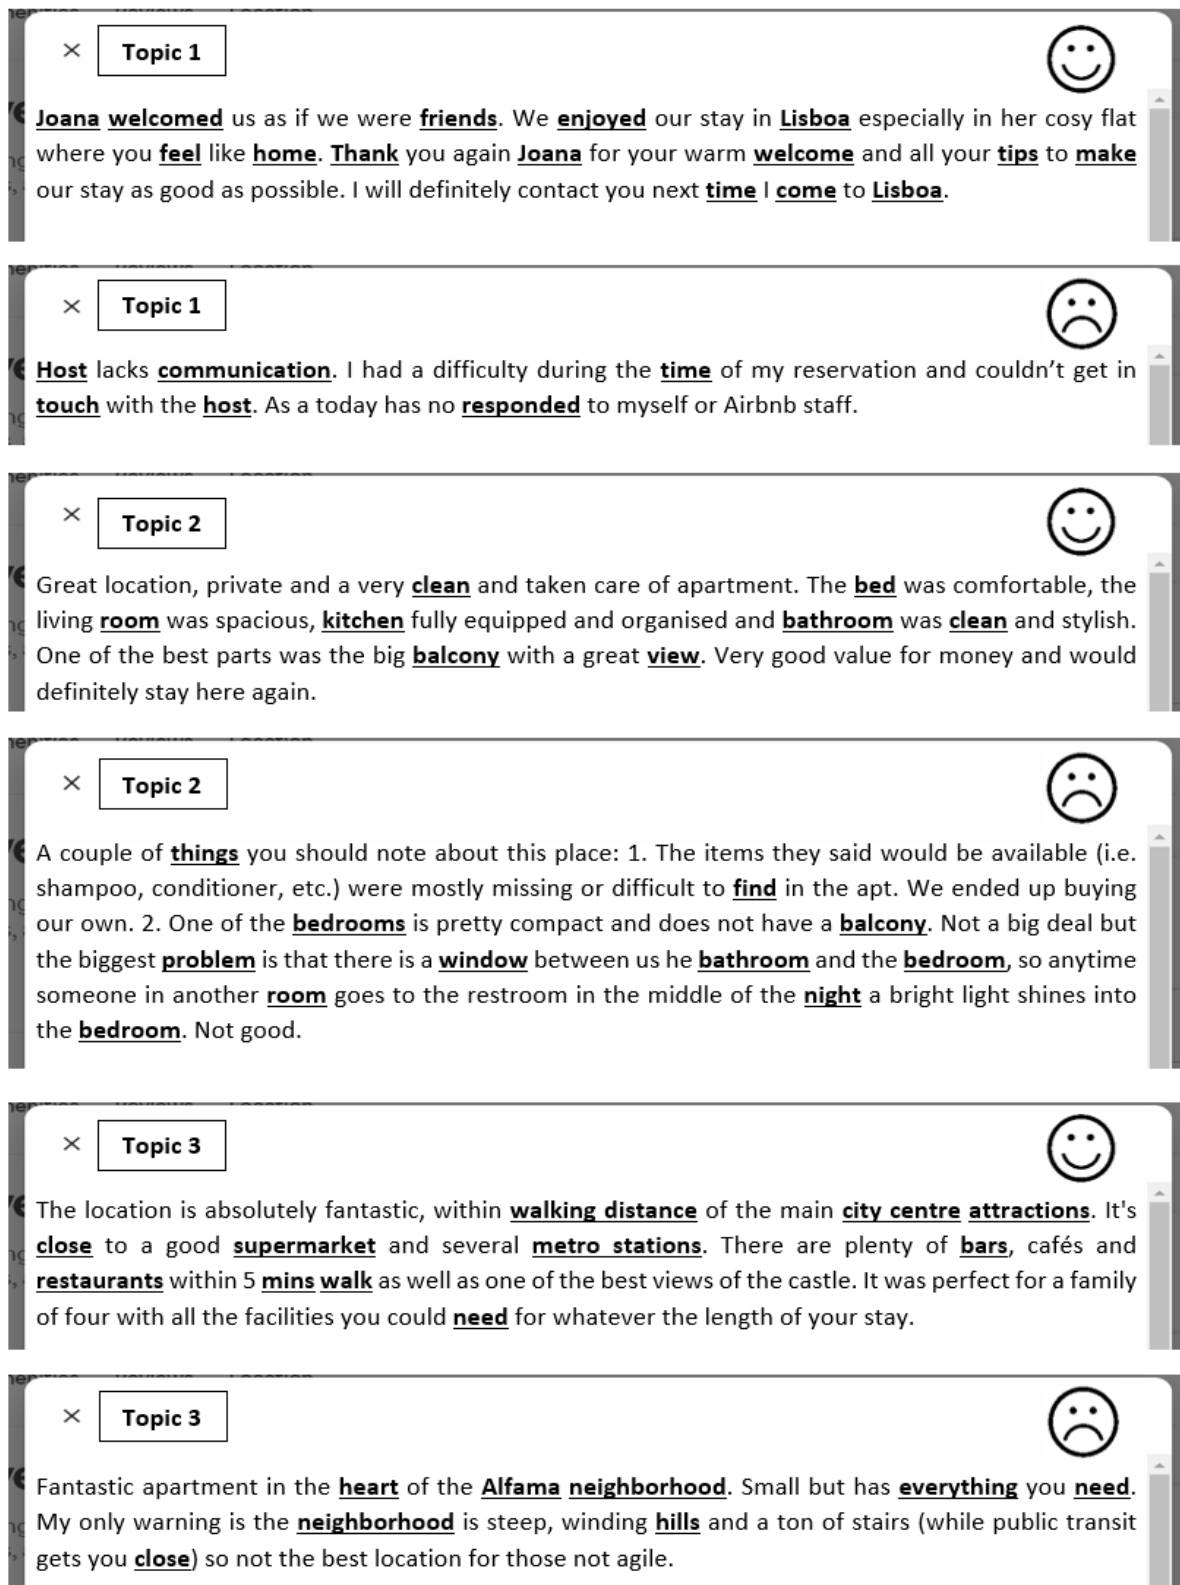 × Topic 1
Joana welcomed us as if we were friends. We enjoyed our stay in Lisboa especially in her cosy flat
where you feel like home. Thank you again Joana for your warm welcome and all your tips to make
our stay as good as possible. I will definitely contact you next time I come to Lisboa.
× Topic 1
Host lacks communication. I had a difficulty during the time of my reservation and couldn't get in
touch with the host. As a today has no responded to myself or Airbnb staff.
× Topic 2
Great location, private and a very clean and taken care of apartment. The bed was comfortable, the
living room was spacious, kitchen fully equipped and organised and bathroom was clean and stylish.
One of the best parts was the big balcony with a great view. Very good value for money and would
definitely stay here again.
× Topic 2
A couple of things you should note about this place: 1. The items they said would be available (i.e.
shampoo, conditioner, etc.) were mostly missing or difficult to find in the apt. We ended up buying
our own. 2. One of the bedrooms is pretty compact and does not have a balcony. Not a big deal but
the biggest problem is that there is a window between us he bathroom and the bedroom, so anytime
someone in another room goes to the restroom in the middle of the night a bright light shines into
the bedroom. Not good.
× Topic 3
The location is absolutely fantastic, within walking distance of the main city centre attractions. It's
close to a good supermarket and several metro stations. There are plenty of bars, cafés and
restaurants within 5 mins walk as well as one of the best views of the castle. It was perfect for a family
of four with all the facilities you could need for whatever the length of your stay.
× Topic 3
Fantastic apartment in the heart of the Alfama neighborhood. Small but has everything you need.
My only warning is the neighborhood is steep, winding hills and a ton of stairs (while public transit
gets you close) so not the best location for those not agile.